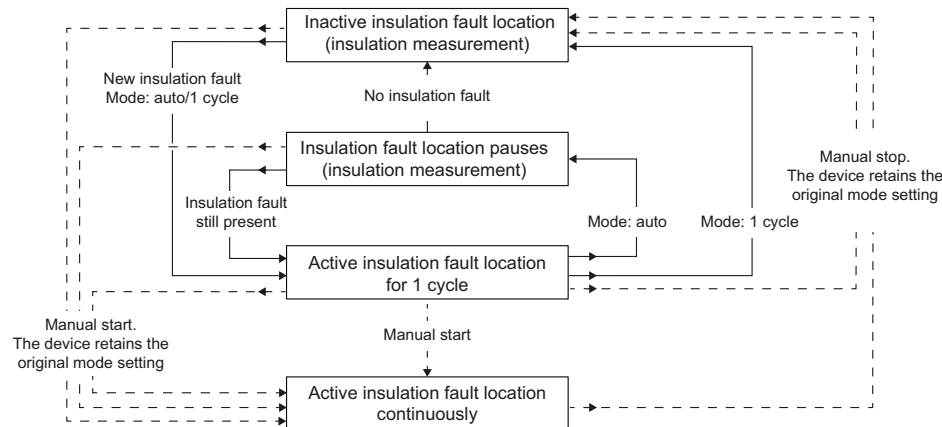 Inactive insulation fault location
(insulation measurement)
New insulation fault
Mode: auto/1 cycle
No insulation fault
Insulation fault location pauses
(insulation measurement)
Manual stop.
The device retains the
original mode setting
Insulation fault
still present
Mode: auto
Mode: 1 cycle
Active insulation fault location
for 1 cycle
Manual start.
The device retains the
original mode setting
Manual start
Active insulation fault location
continuously